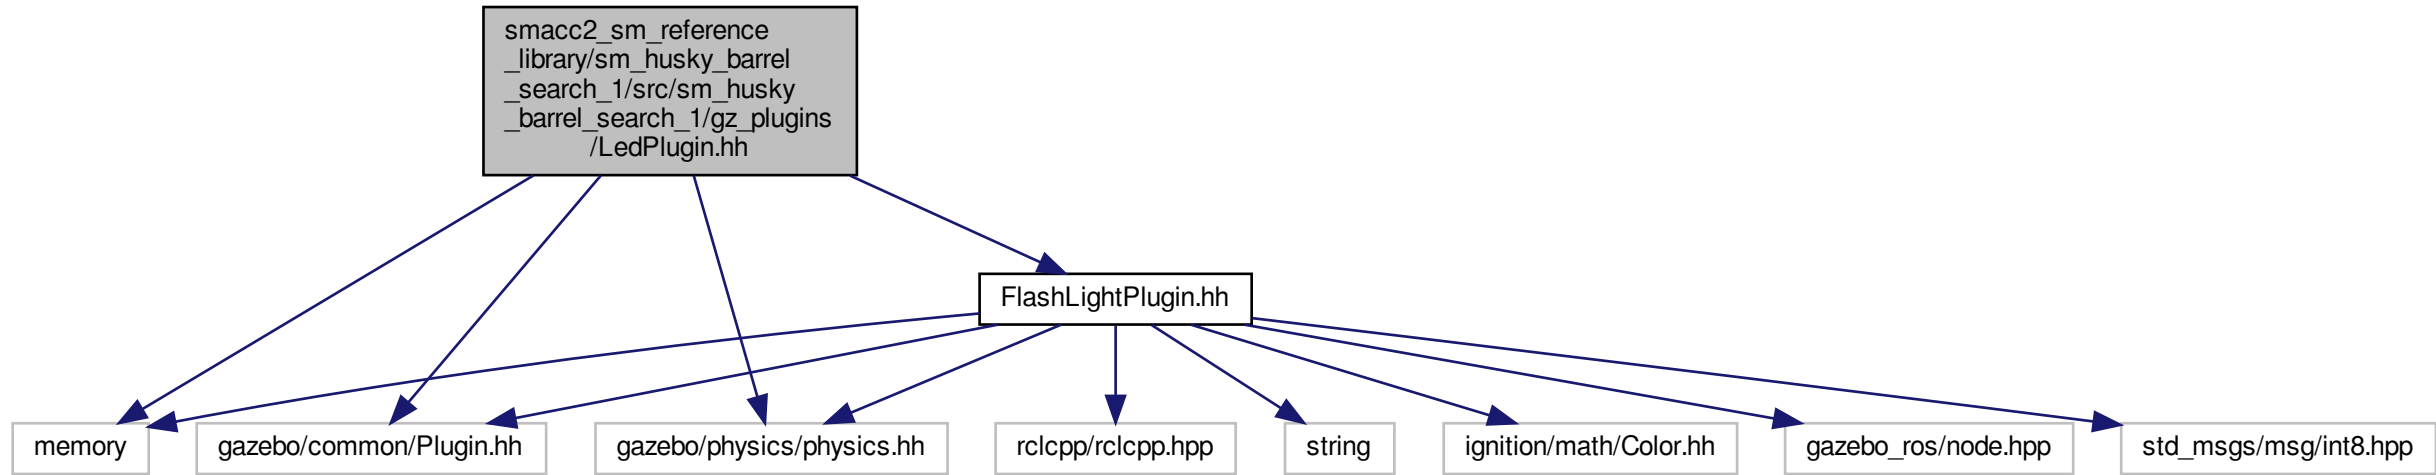 smacc2_sm_reference
_library/sm_husky_barrel
_search_1/src/sm_husky
_barrel_search_1/gz_plugins
/LedPlugin.hh
FlashLightPlugin.hh
memory
gazebo/common/Plugin.hh
gazebo/physics/physics.hh
rclcpp/rclcpp.hpp
string
ignition/math/Color.hh
gazebo_ros/node.hpp
std_msgs/msg/int8.hpp